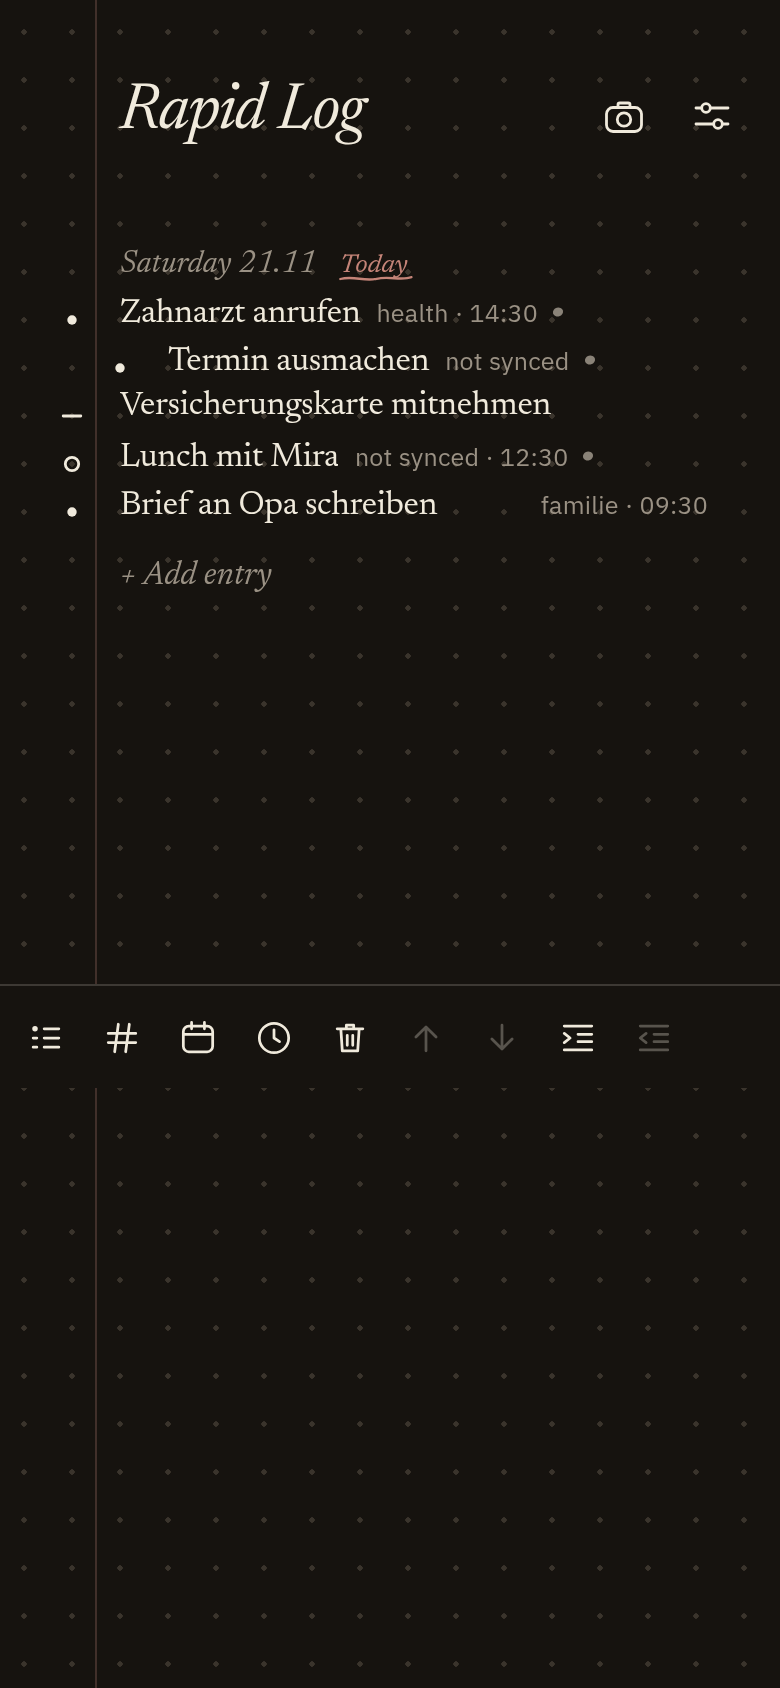 Rapid Log
Saturday 21.11 Today
• Zahnarzt anrufen health · 14:30 •
• Termin ausmachen not synced •
– Versicherungskarte mitnehmen
○ Lunch mit Mira not synced · 12:30 •
• Brief an Opa schreiben familie · 09:30
+ Add entry